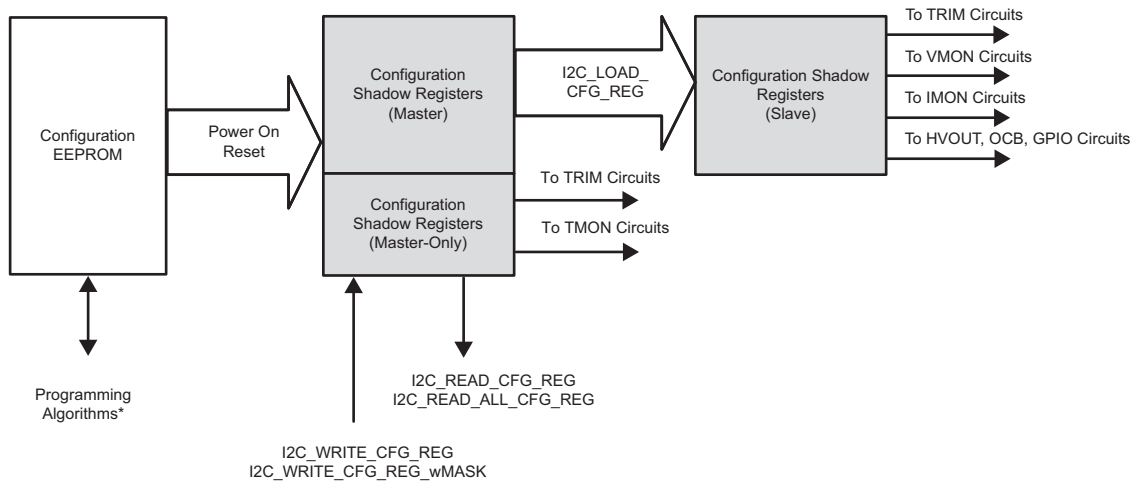 Configuration
EEPROM
Power On
Reset
Configuration
Shadow Registers
(Master)
I2C_LOAD_
CFG_REG
Configuration Shadow
Registers
(Slave)
To TRIM Circuits
To VMON Circuits
To IMON Circuits
To HVOUT, OCB, GPIO Circuits
Configuration
Shadow Registers
(Master-Only)
To TRIM Circuits
To TMON Circuits
Programming
Algorithms*
I2C_READ_CFG_REG
I2C_READ_ALL_CFG_REG
I2C_WRITE_CFG_REG
I2C_WRITE_CFG_REG_wMASK